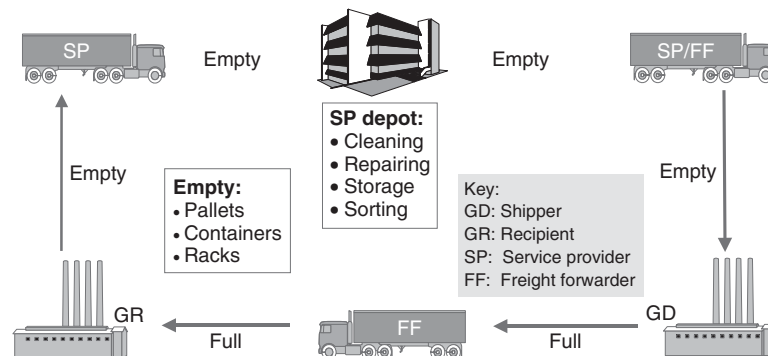 SP
Empty
Empty
SP/FF
SP depot:
• Cleaning
• Repairing
• Storage
• Sorting
Empty
Empty:
• Pallets
• Containers
• Racks
Empty
Key:
GD: Shipper
GR: Recipient
SP: Service provider
FF: Freight forwarder
GR
Full
FF
Full
GD